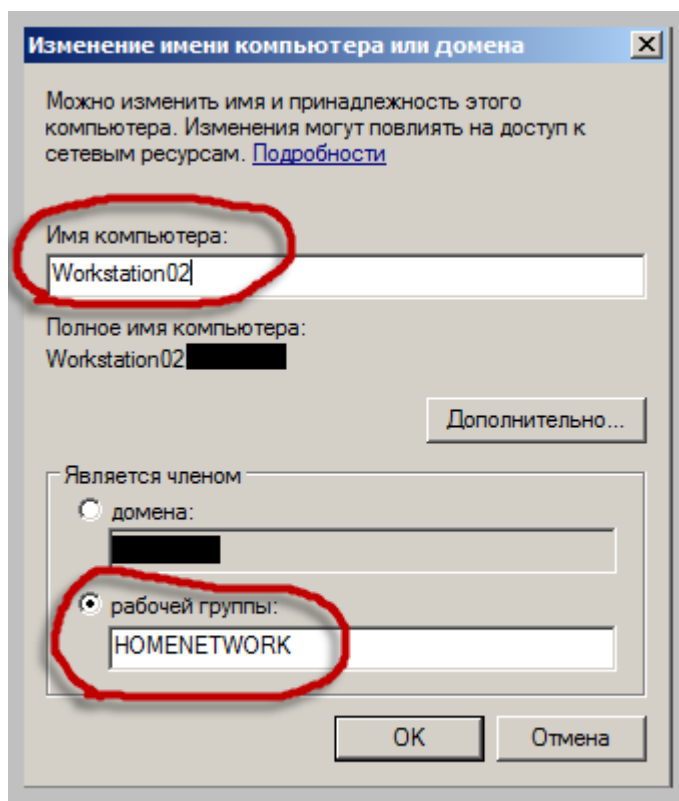 Изменение имени компьютера или домена
Можно изменить имя и принадлежность этого
компьютера. Изменения могут повлиять на доступ к
сетевым ресурсам. Подробности
Имя компьютера:
Workstation02
Полное имя компьютера:
Workstation02
Дополнительно...
Является членом
домена:
рабочей группы:
HOMENETWORK
OK
Отмена